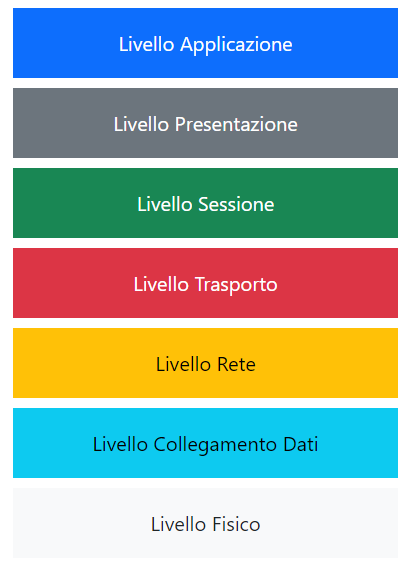 Livello Applicazione
Livello Presentazione
Livello Sessione
Livello Trasporto
Livello Rete
Livello Collegamento Dati
Livello Fisico